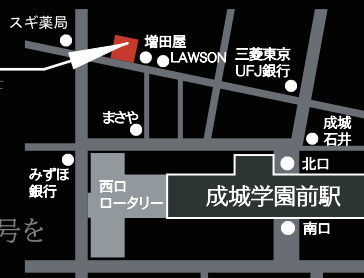 スギ薬局
増田屋
LAWSON
三菱東京
UFJ銀行
まさや
成城
石井
みずほ
銀行
西口
ロータリー
北口
成城学園前駅
南口
号を